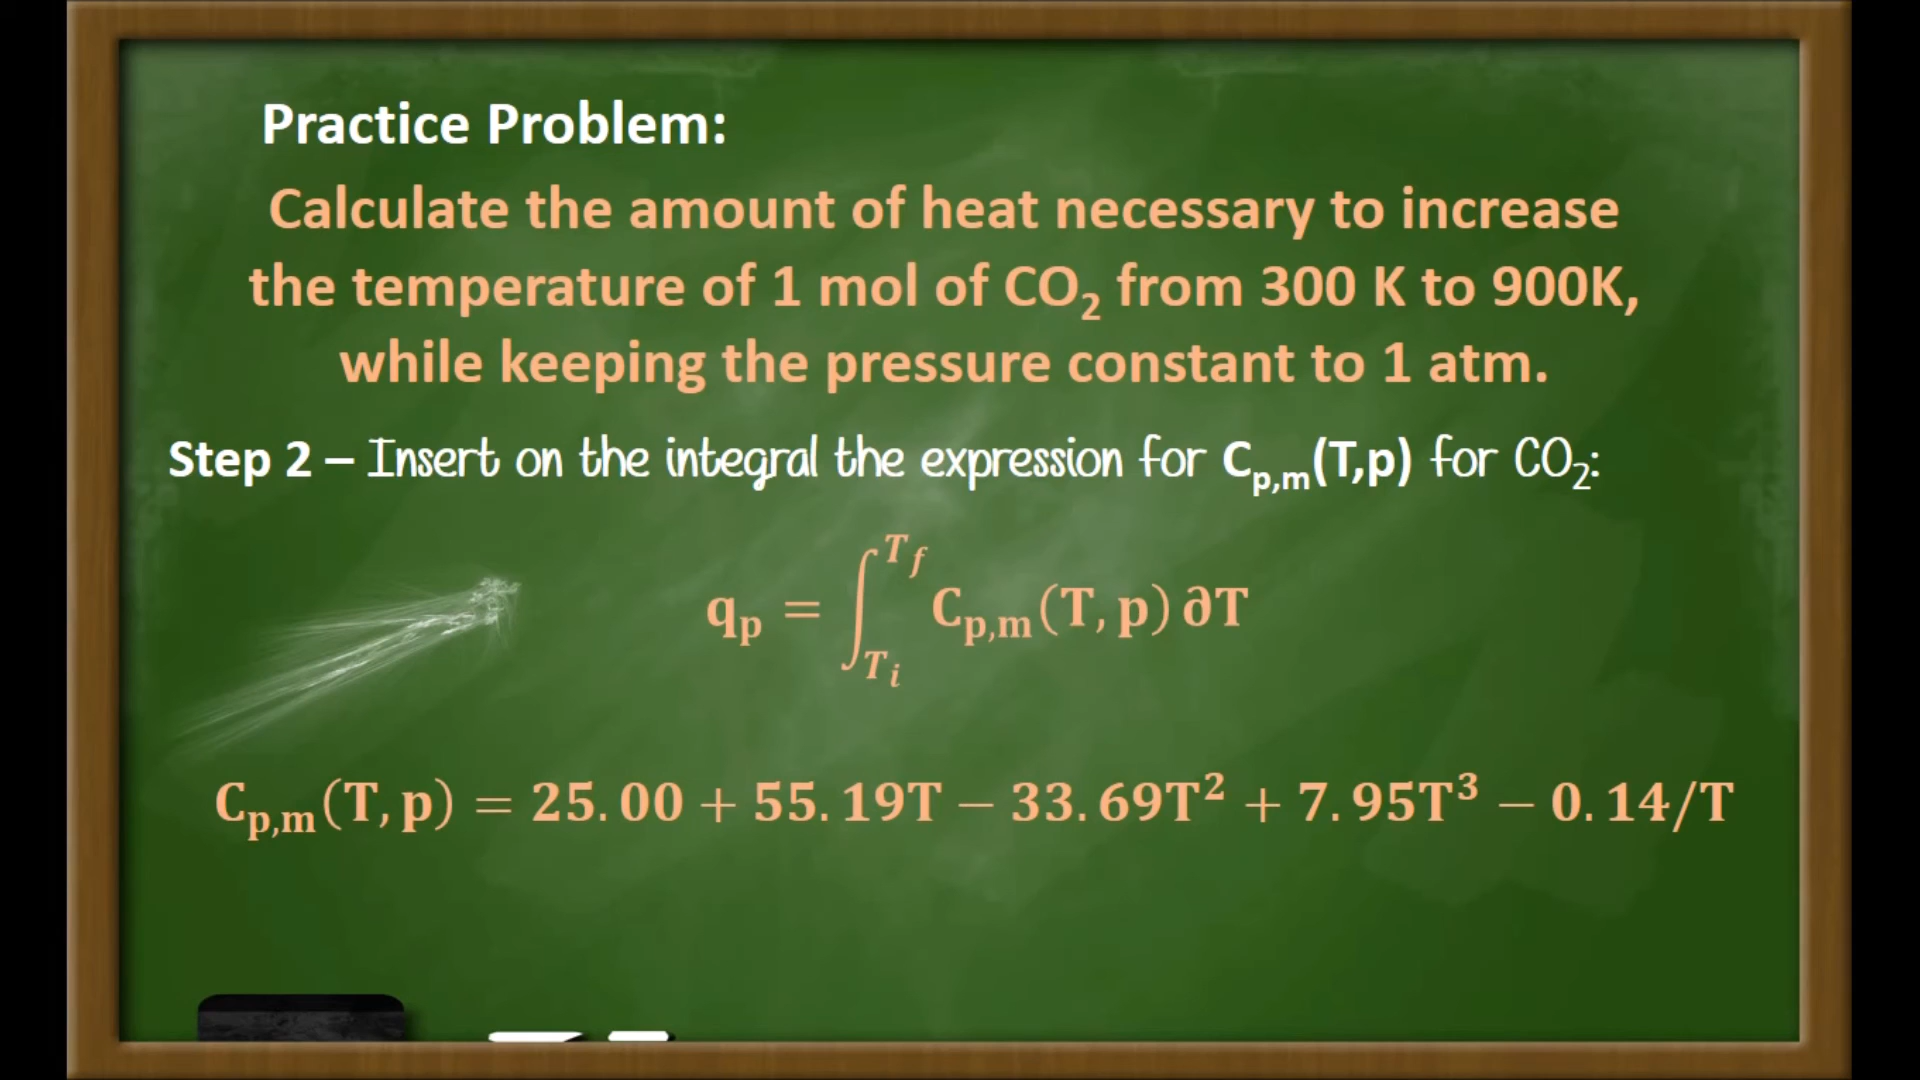 Practice Problem:
Calculate the amount of heat necessary to increase
the temperature of 1 mol of CO₂ from 300 K to 900K,
while keeping the pressure constant to 1 atm.
Step 2 – Insert on the integral the expression for Cₚ,ₘ(T,p) for CO₂:
qₚ = ∫_{Tᵢ}^{T_f} Cₚ,ₘ(T, p) ∂T
Cₚ,ₘ(T, p) = 25.00 + 55.19T − 33.69T² + 7.95T³ − 0.14/T